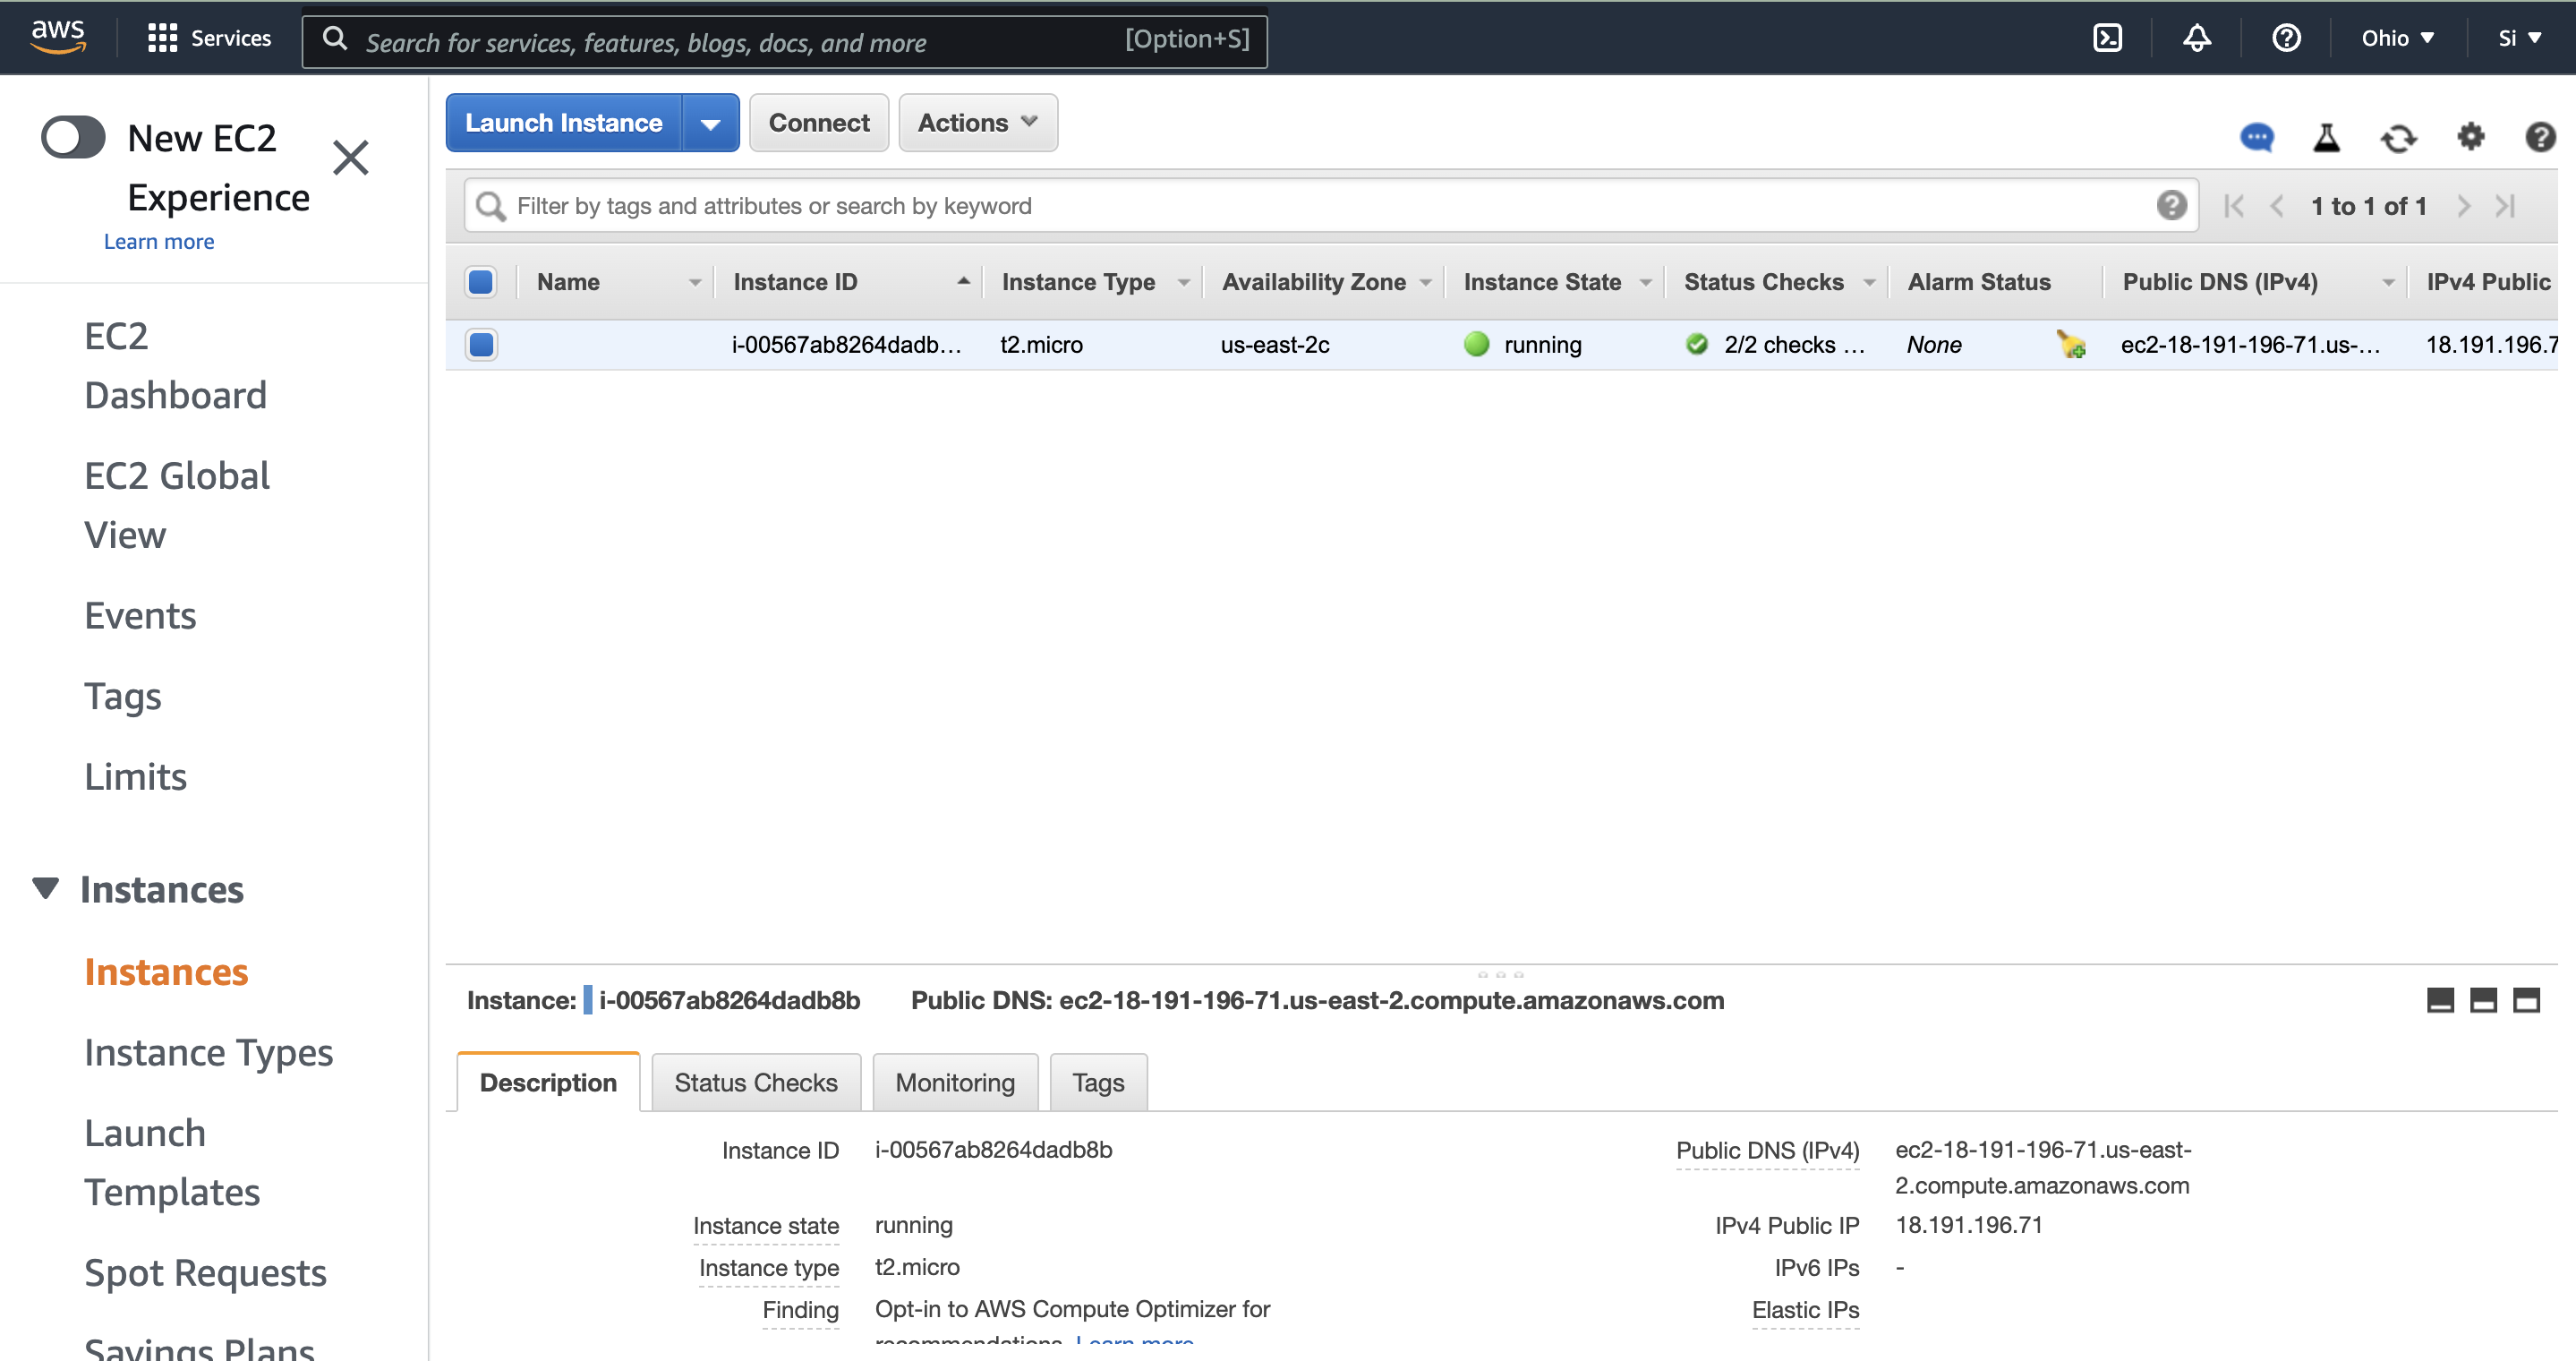 aws
Services
Search for services, features, blogs, docs, and more
[Option+S]
Ohio
Si
New EC2
Experience
Learn more
EC2
Dashboard
EC2 Global
View
Events
Tags
Limits
Instances
Instances
Instance Types
Launch
Templates
Spot Requests
Savings Plans
Launch Instance
Connect
Actions
Filter by tags and attributes or search by keyword
1 to 1 of 1
Name
Instance ID
Instance Type
Availability Zone
Instance State
Status Checks
Alarm Status
Public DNS (IPv4)
IPv4 Public
i-00567ab8264dadb…
t2.micro
us-east-2c
running
2/2 checks …
None
ec2-18-191-196-71.us-…
18.191.196.7
Instance: i-00567ab8264dadb8b
Public DNS: ec2-18-191-196-71.us-east-2.compute.amazonaws.com
Description
Status Checks
Monitoring
Tags
Instance ID
i-00567ab8264dadb8b
Instance state
running
Instance type
t2.micro
Finding
Opt-in to AWS Compute Optimizer for
recommendations. Learn more
Public DNS (IPv4)
ec2-18-191-196-71.us-east-
2.compute.amazonaws.com
IPv4 Public IP
18.191.196.71
IPv6 IPs
-
Elastic IPs